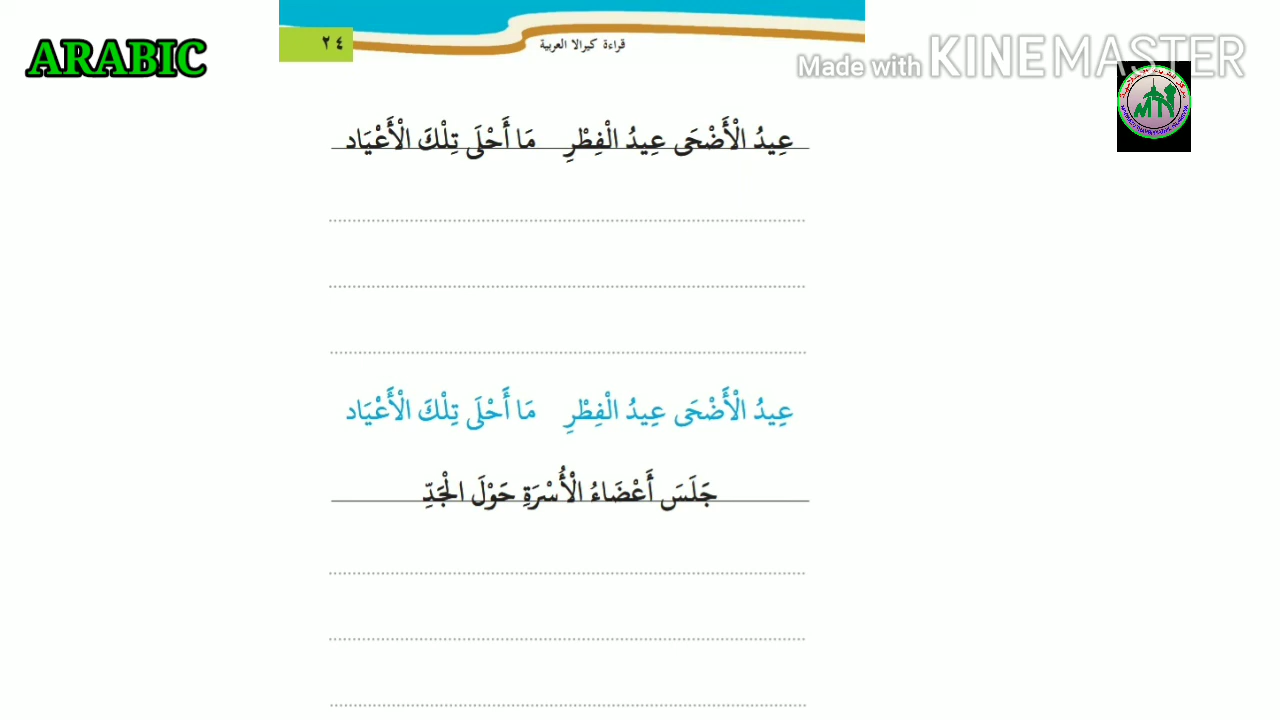 ARABIC
٢٤
قراءة كيرالا العربية
Made with KINEMASTER
عِيدُ الْأَضْحَى عِيدُ الْفِطْرِ مَا أَحْلَى تِلْكَ الْأَعْيَاد
عِيدُ الْأَضْحَى عِيدُ الْفِطْرِ مَا أَحْلَى تِلْكَ الْأَعْيَاد
جَلَسَ أَعْضَاءُ الْأُسْرَةِ حَوْلَ الْجَدِّ